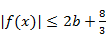 |f(x)| ≤ 2b + 8/3